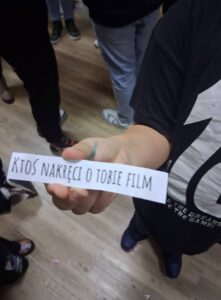 KTOŚ NAKRĘCI O TOBIE FILM